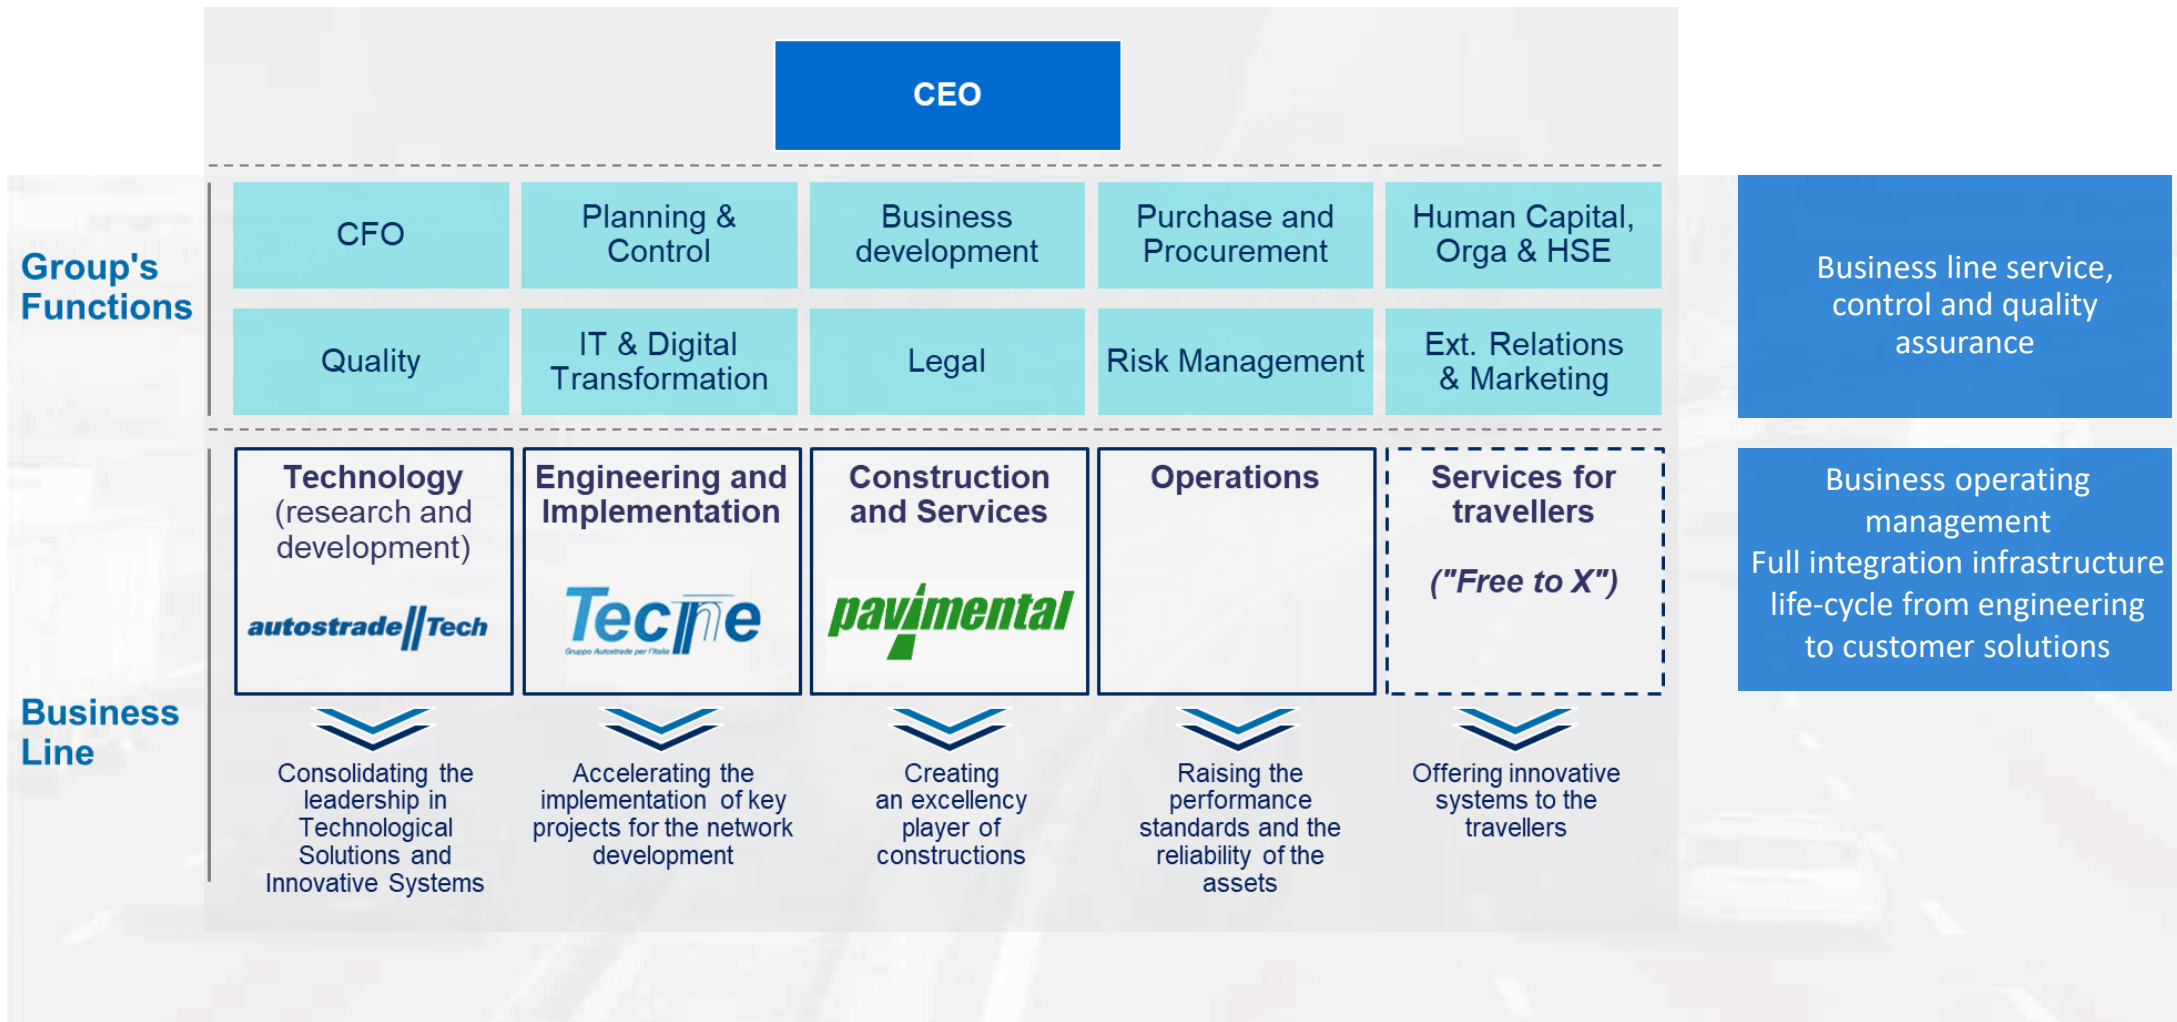 CEO
Group's
Functions
CFO
Planning &
Control
Business
development
Purchase and
Procurement
Human Capital,
Orga & HSE
Quality
IT & Digital
Transformation
Legal
Risk Management
Ext. Relations
& Marketing
Business line service,
control and quality
assurance
Business
Line
Technology
(research and
development)
autostrade//Tech
Engineering and
Implementation
Tecne
Gruppo Autostrade per l'Italia
Construction
and Services
pavimental
Operations
Services for
travellers
("Free to X")
Business operating
management
Full integration infrastructure
life-cycle from engineering
to customer solutions
Consolidating the
leadership in
Technological
Solutions and
Innovative Systems
Accelerating the
implementation of key
projects for the network
development
Creating
an excellency
player of
constructions
Raising the
performance
standards and the
reliability of the
assets
Offering innovative
systems to the
travellers